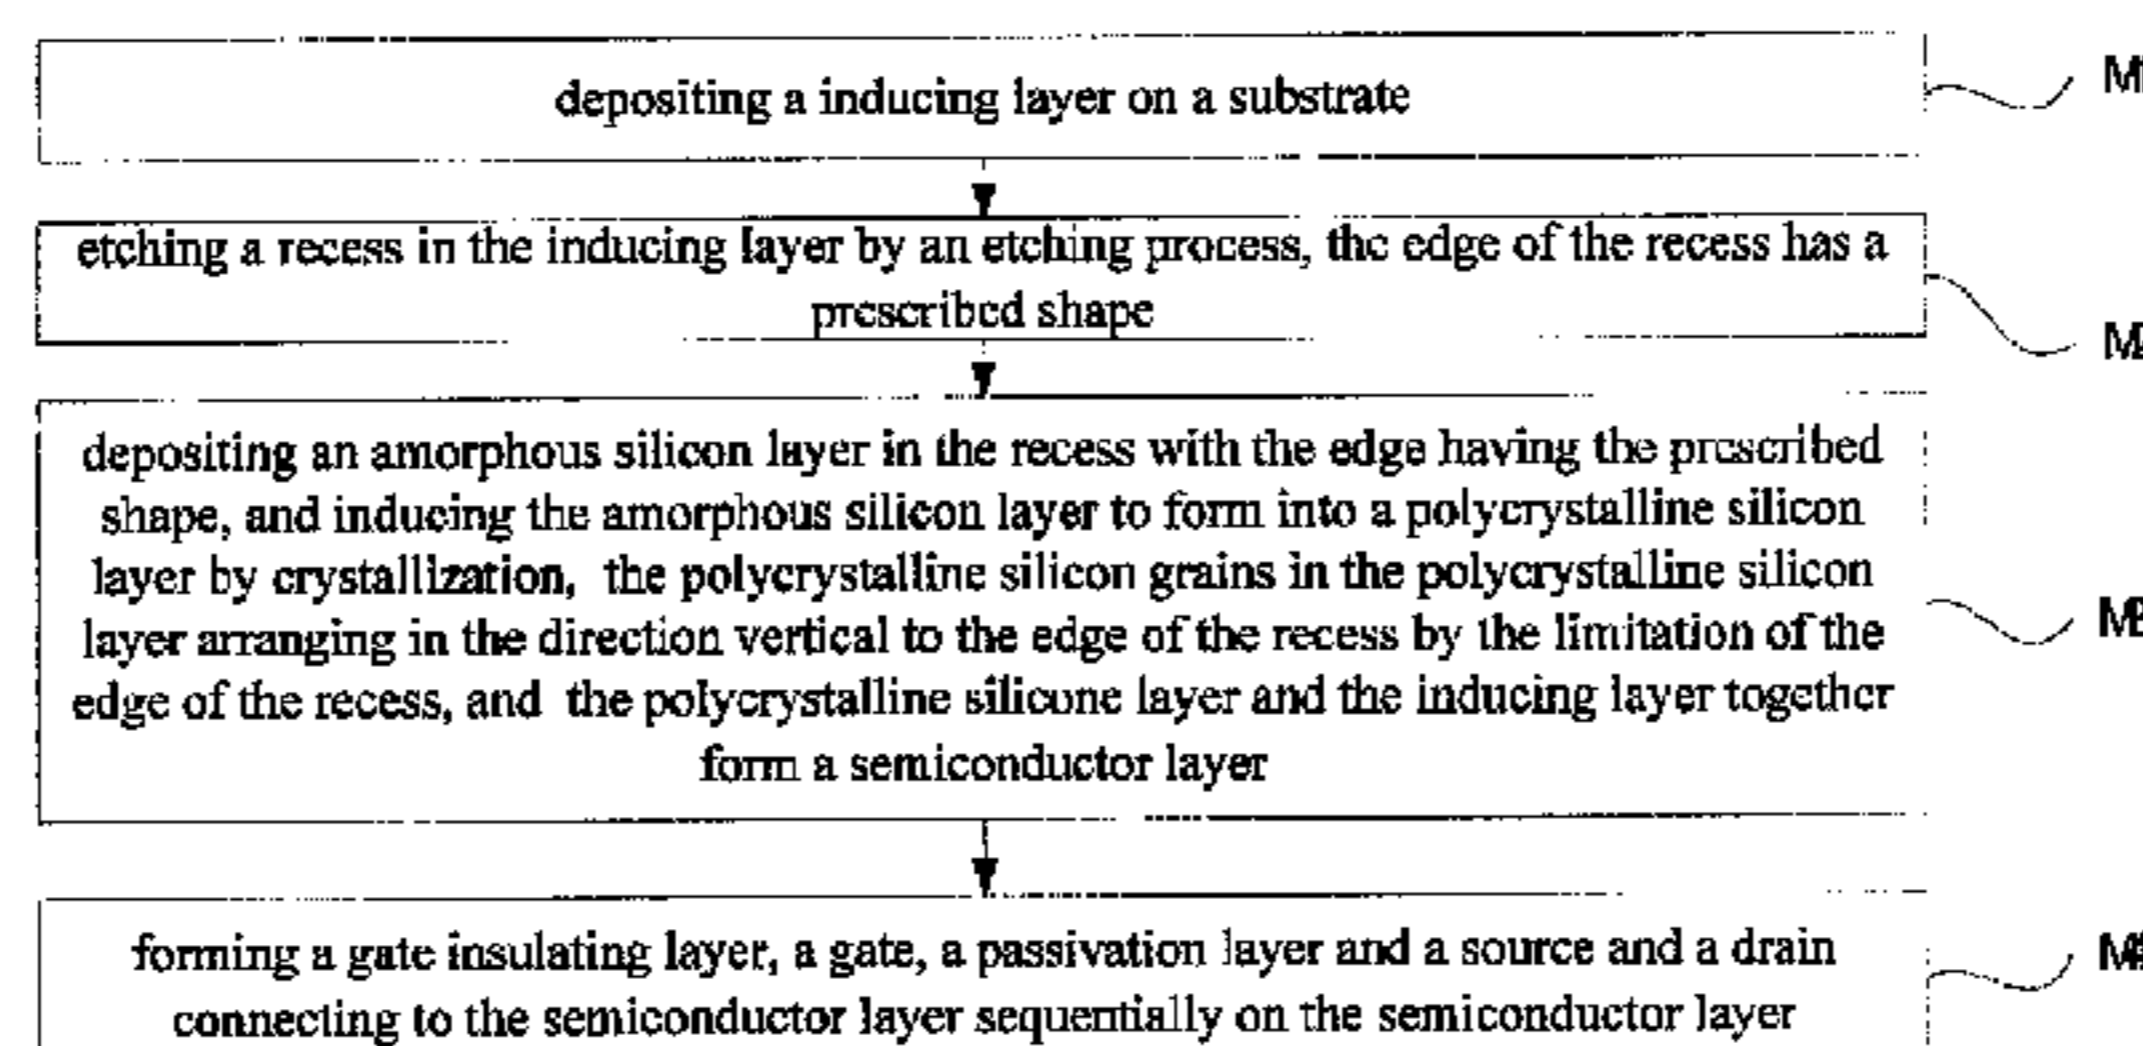 depositing a inducing layer on a substrate
M1
etching a recess in the inducing layer by an etching process, the edge of the recess has a
prescribed shape
M2
depositing an amorphous silicon layer in the recess with the edge having the prescribed
shape, and inducing the amorphous silicon layer to form into a polycrystalline silicon
layer by crystallization, the polycrystalline silicon grains in the polycrystalline silicon
layer arranging in the direction vertical to the edge of the recess by the limitation of the
edge of the recess, and the polycrystalline silicone layer and the inducing layer together
form a semiconductor layer
M3
forming a gate insulating layer, a gate, a passivation layer and a source and a drain
connecting to the semiconductor layer sequentially on the semiconductor layer
M4